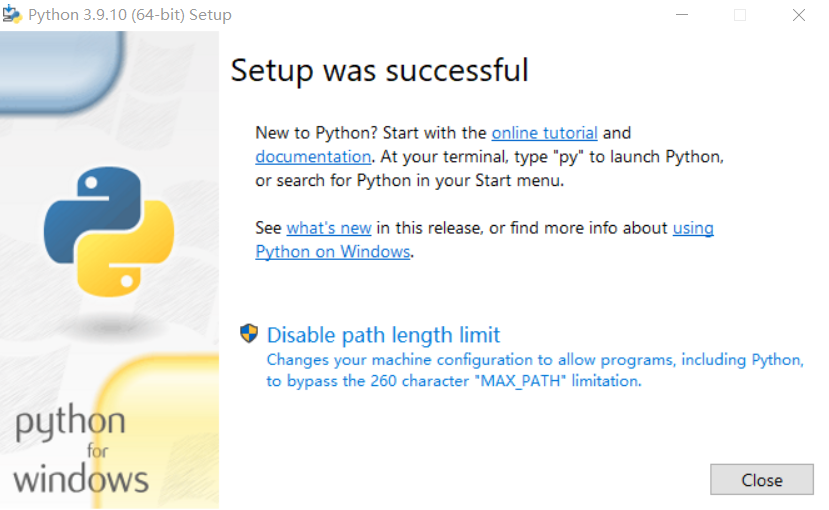 Python 3.9.10 (64-bit) Setup
Setup was successful
New to Python? Start with the online tutorial and
documentation. At your terminal, type "py" to launch Python,
or search for Python in your Start menu.
See what's new in this release, or find more info about using
Python on Windows.
Disable path length limit
Changes your machine configuration to allow programs, including Python,
to bypass the 260 character "MAX_PATH" limitation.
python
for
windows
Close